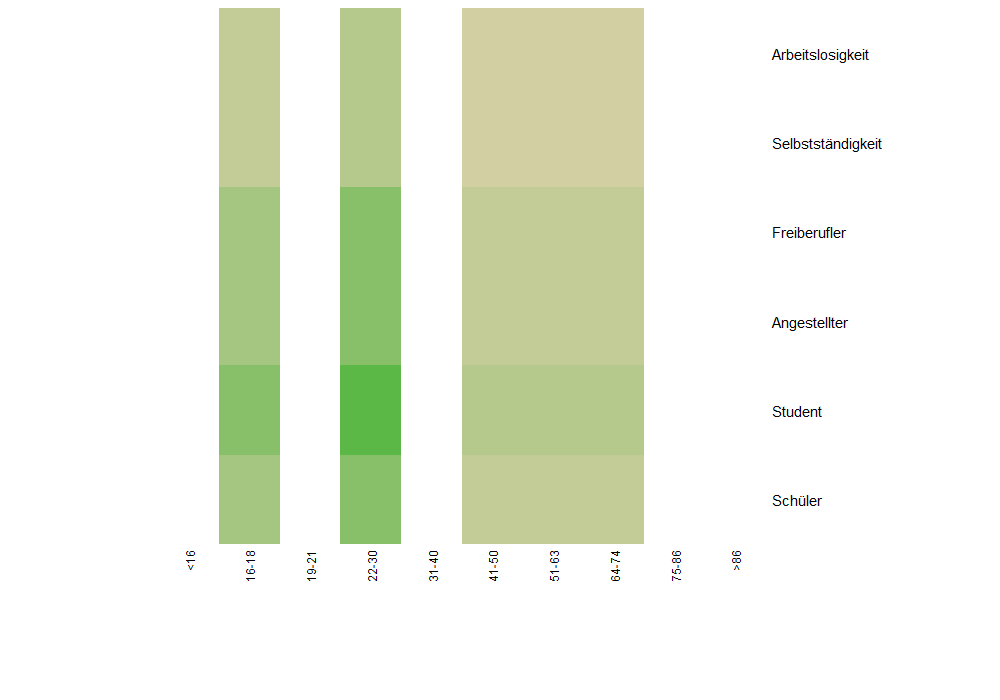 Arbeitslosigkeit
Selbstständigkeit
Freiberufler
Angestellter
Student
Schüler
<16
16-18
19-21
22-30
31-40
41-50
51-63
64-74
75-86
>86